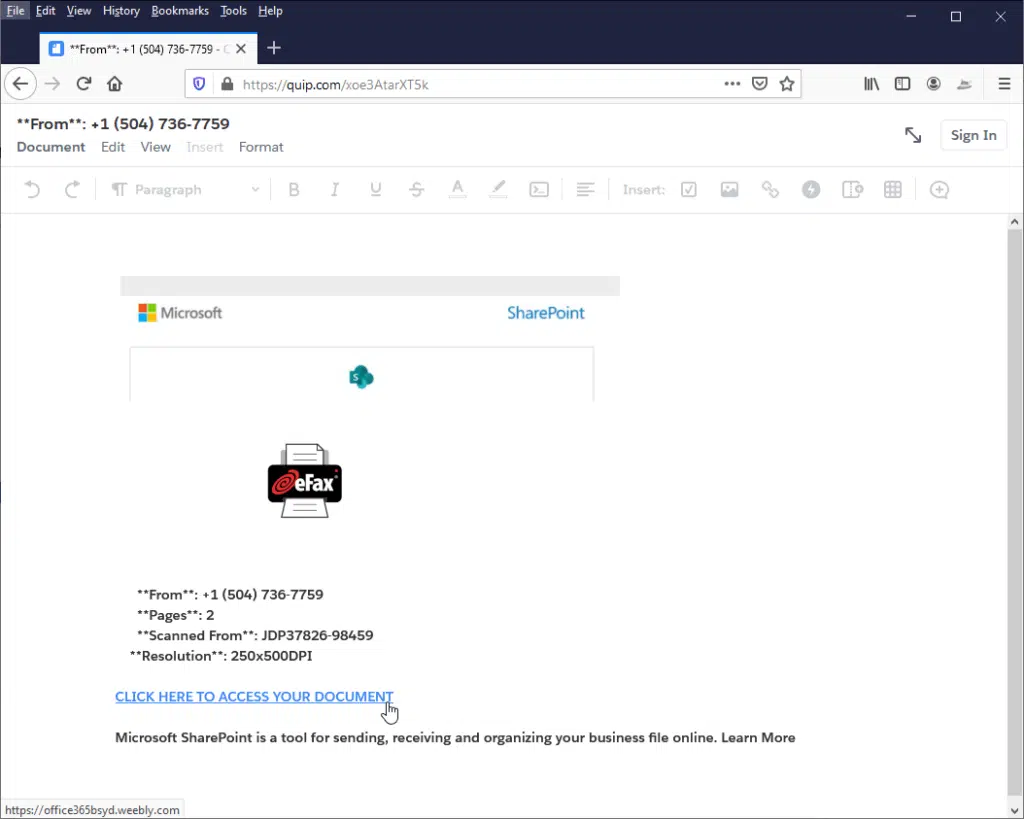 File Edit View History Bookmarks Tools Help
**From**: +1 (504) 736-7759 - C
https://quip.com/xoe3AtarXT5k
**From**: +1 (504) 736-7759
Sign In
Document Edit View Insert Format
Paragraph B I U S A Insert:
Microsoft SharePoint
S
eFax
**From**: +1 (504) 736-7759
**Pages**: 2
**Scanned From**: JDP37826-98459
**Resolution**: 250x500DPI
CLICK HERE TO ACCESS YOUR DOCUMENT
Microsoft SharePoint is a tool for sending, receiving and organizing your business file online. Learn More
https://office365bsyd.weebly.com